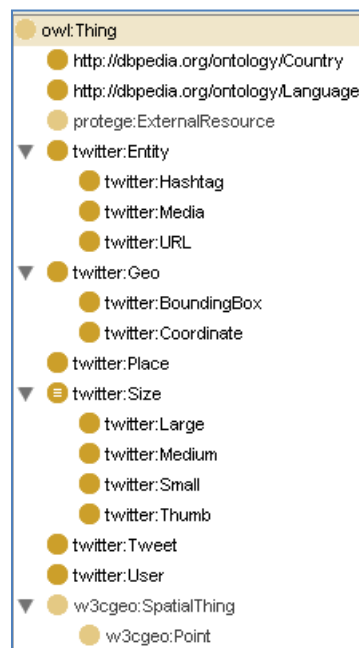 owl:Thing
http://dbpedia.org/ontology/Country
http://dbpedia.org/ontology/Language
protege:ExternalResource
twitter:Entity
twitter:Hashtag
twitter:Media
twitter:URL
twitter:Geo
twitter:BoundingBox
twitter:Coordinate
twitter:Place
twitter:Size
twitter:Large
twitter:Medium
twitter:Small
twitter:Thumb
twitter:Tweet
twitter:User
w3cgeo:SpatialThing
w3cgeo:Point